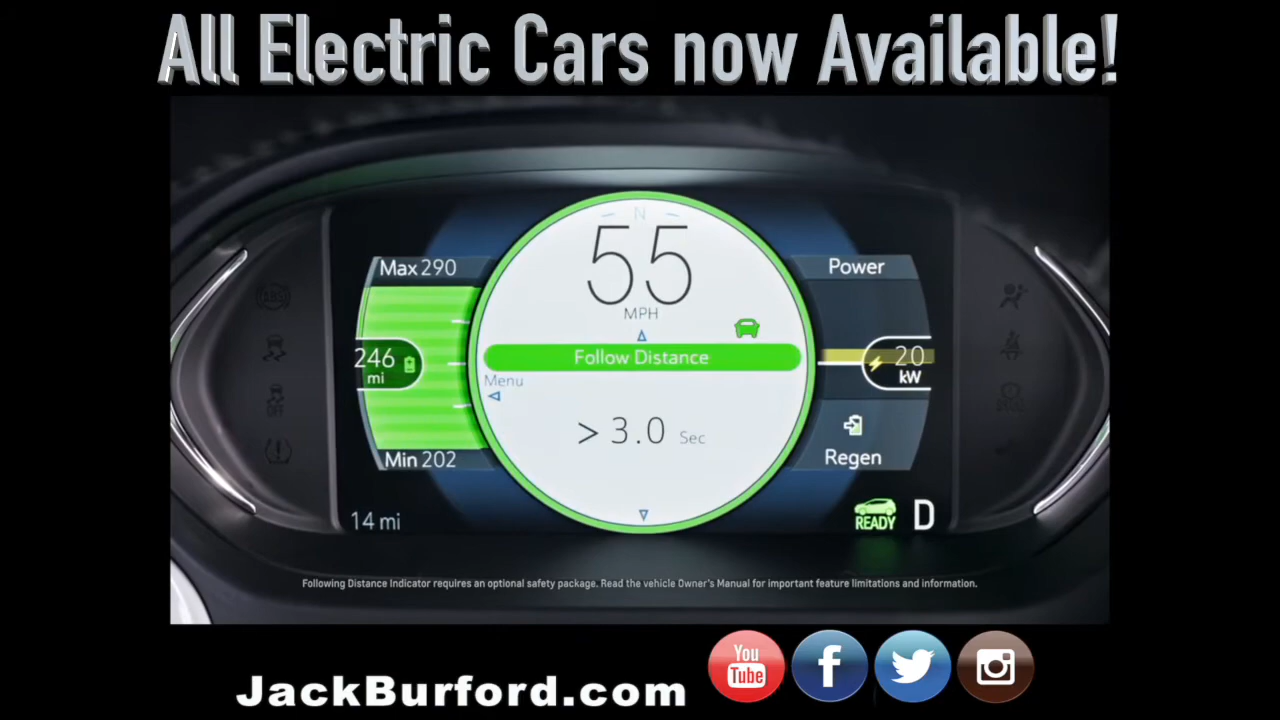 All Electric Cars now Available!
N
55
MPH
Max 290
Power
Follow Distance
246
mi
20
kW
Menu
> 3.0 Sec
Min 202
Regen
14 mi
READY
D
Following Distance Indicator requires an optional safety package. Read the vehicle Owner's Manual for important feature limitations and information.
You
Tube
f
JackBurford.com